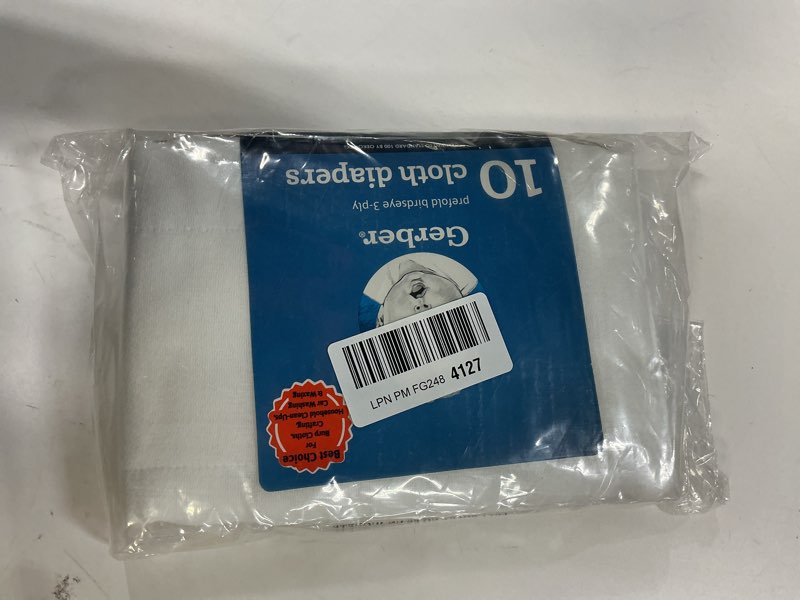 Gerber®
prefold birdseye 3-ply
10
cloth diapers
LPN PM FG248 4127
Best Choice
For
Burp Cloths,
Crafting,
Household Clean-Ups,
Car Washing
& Waxing